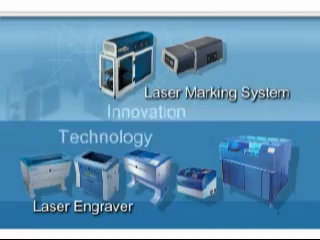 Laser Marking System
Innovation
Technology
Laser Engraver